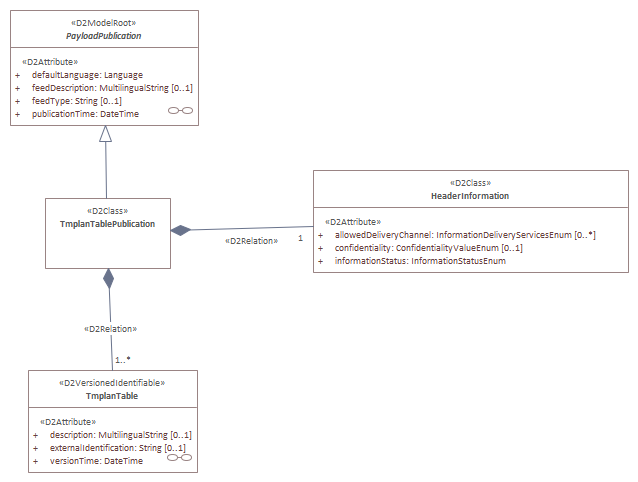 «D2ModelRoot»
PayloadPublication
«D2Attribute»
+ defaultLanguage: Language
+ feedDescription: MultilingualString [0..1]
+ feedType: String [0..1]
+ publicationTime: DateTime
«D2Class»
TmplanTablePublication
«D2Relation»
1
«D2Class»
HeaderInformation
«D2Attribute»
+ allowedDeliveryChannel: InformationDeliveryServicesEnum [0..*]
+ confidentiality: ConfidentialityValueEnum [0..1]
+ informationStatus: InformationStatusEnum
«D2Relation»
1..*
«D2VersionedIdentifiable»
TmplanTable
«D2Attribute»
+ description: MultilingualString [0..1]
+ externalIdentification: String [0..1]
+ versionTime: DateTime